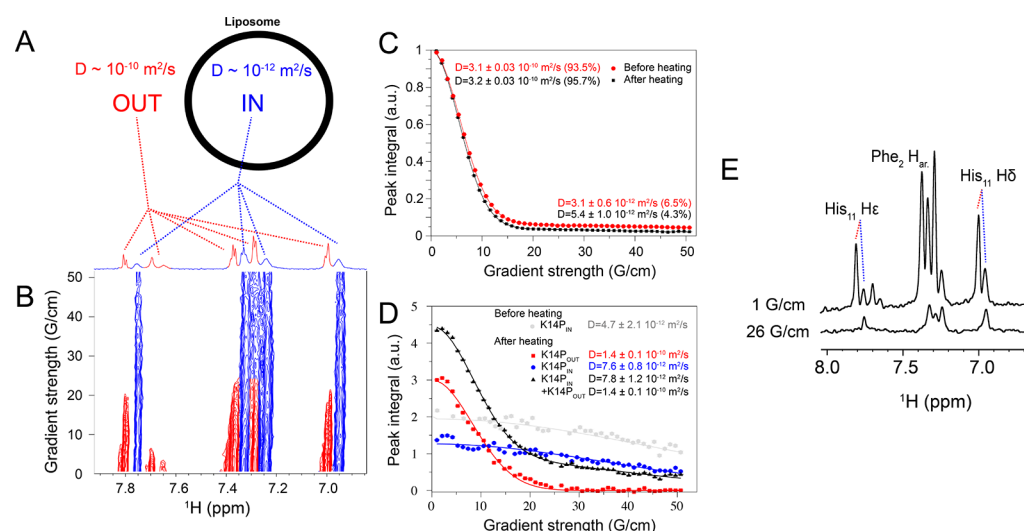 A
Liposome
D ~ 10-10 m2/s
D ~ 10-12 m2/s
OUT
IN
B
Gradient strength (G/cm)
50
40
30
20
10
0
7.8
7.6
7.4
7.2
7.0
1H (ppm)
C
Peak integral (a.u.)
1
0.8
0.6
0.4
0.2
0
D=3.1 ± 0.03 10-10 m2/s (93.5%)
Before heating
D=3.2 ± 0.03 10-10 m2/s (95.7%)
After heating
D=3.1 ± 0.6 10-12 m2/s (6.5%)
D=5.4 ± 1.0 10-12 m2/s (4.3%)
0
10
20
30
40
50
Gradient strength (G/cm)
D
Peak integral (a.u.)
5
4
3
2
1
0
Before heating
K14PIN
D=4.7 ± 2.1 10-12 m2/s
After heating
K14POUT
D=1.4 ± 0.1 10-10 m2/s
K14PIN
D=7.6 ± 0.8 10-12 m2/s
K14PIN
D=7.8 ± 1.2 10-12 m2/s
+K14POUT
D=1.4 ± 0.1 10-10 m2/s
0
10
20
30
40
50
Gradient strength (G/cm)
E
Phe2 Har.
His11 Hδ
His11 Hε
1 G/cm
26 G/cm
8.0
7.5
7.0
1H (ppm)